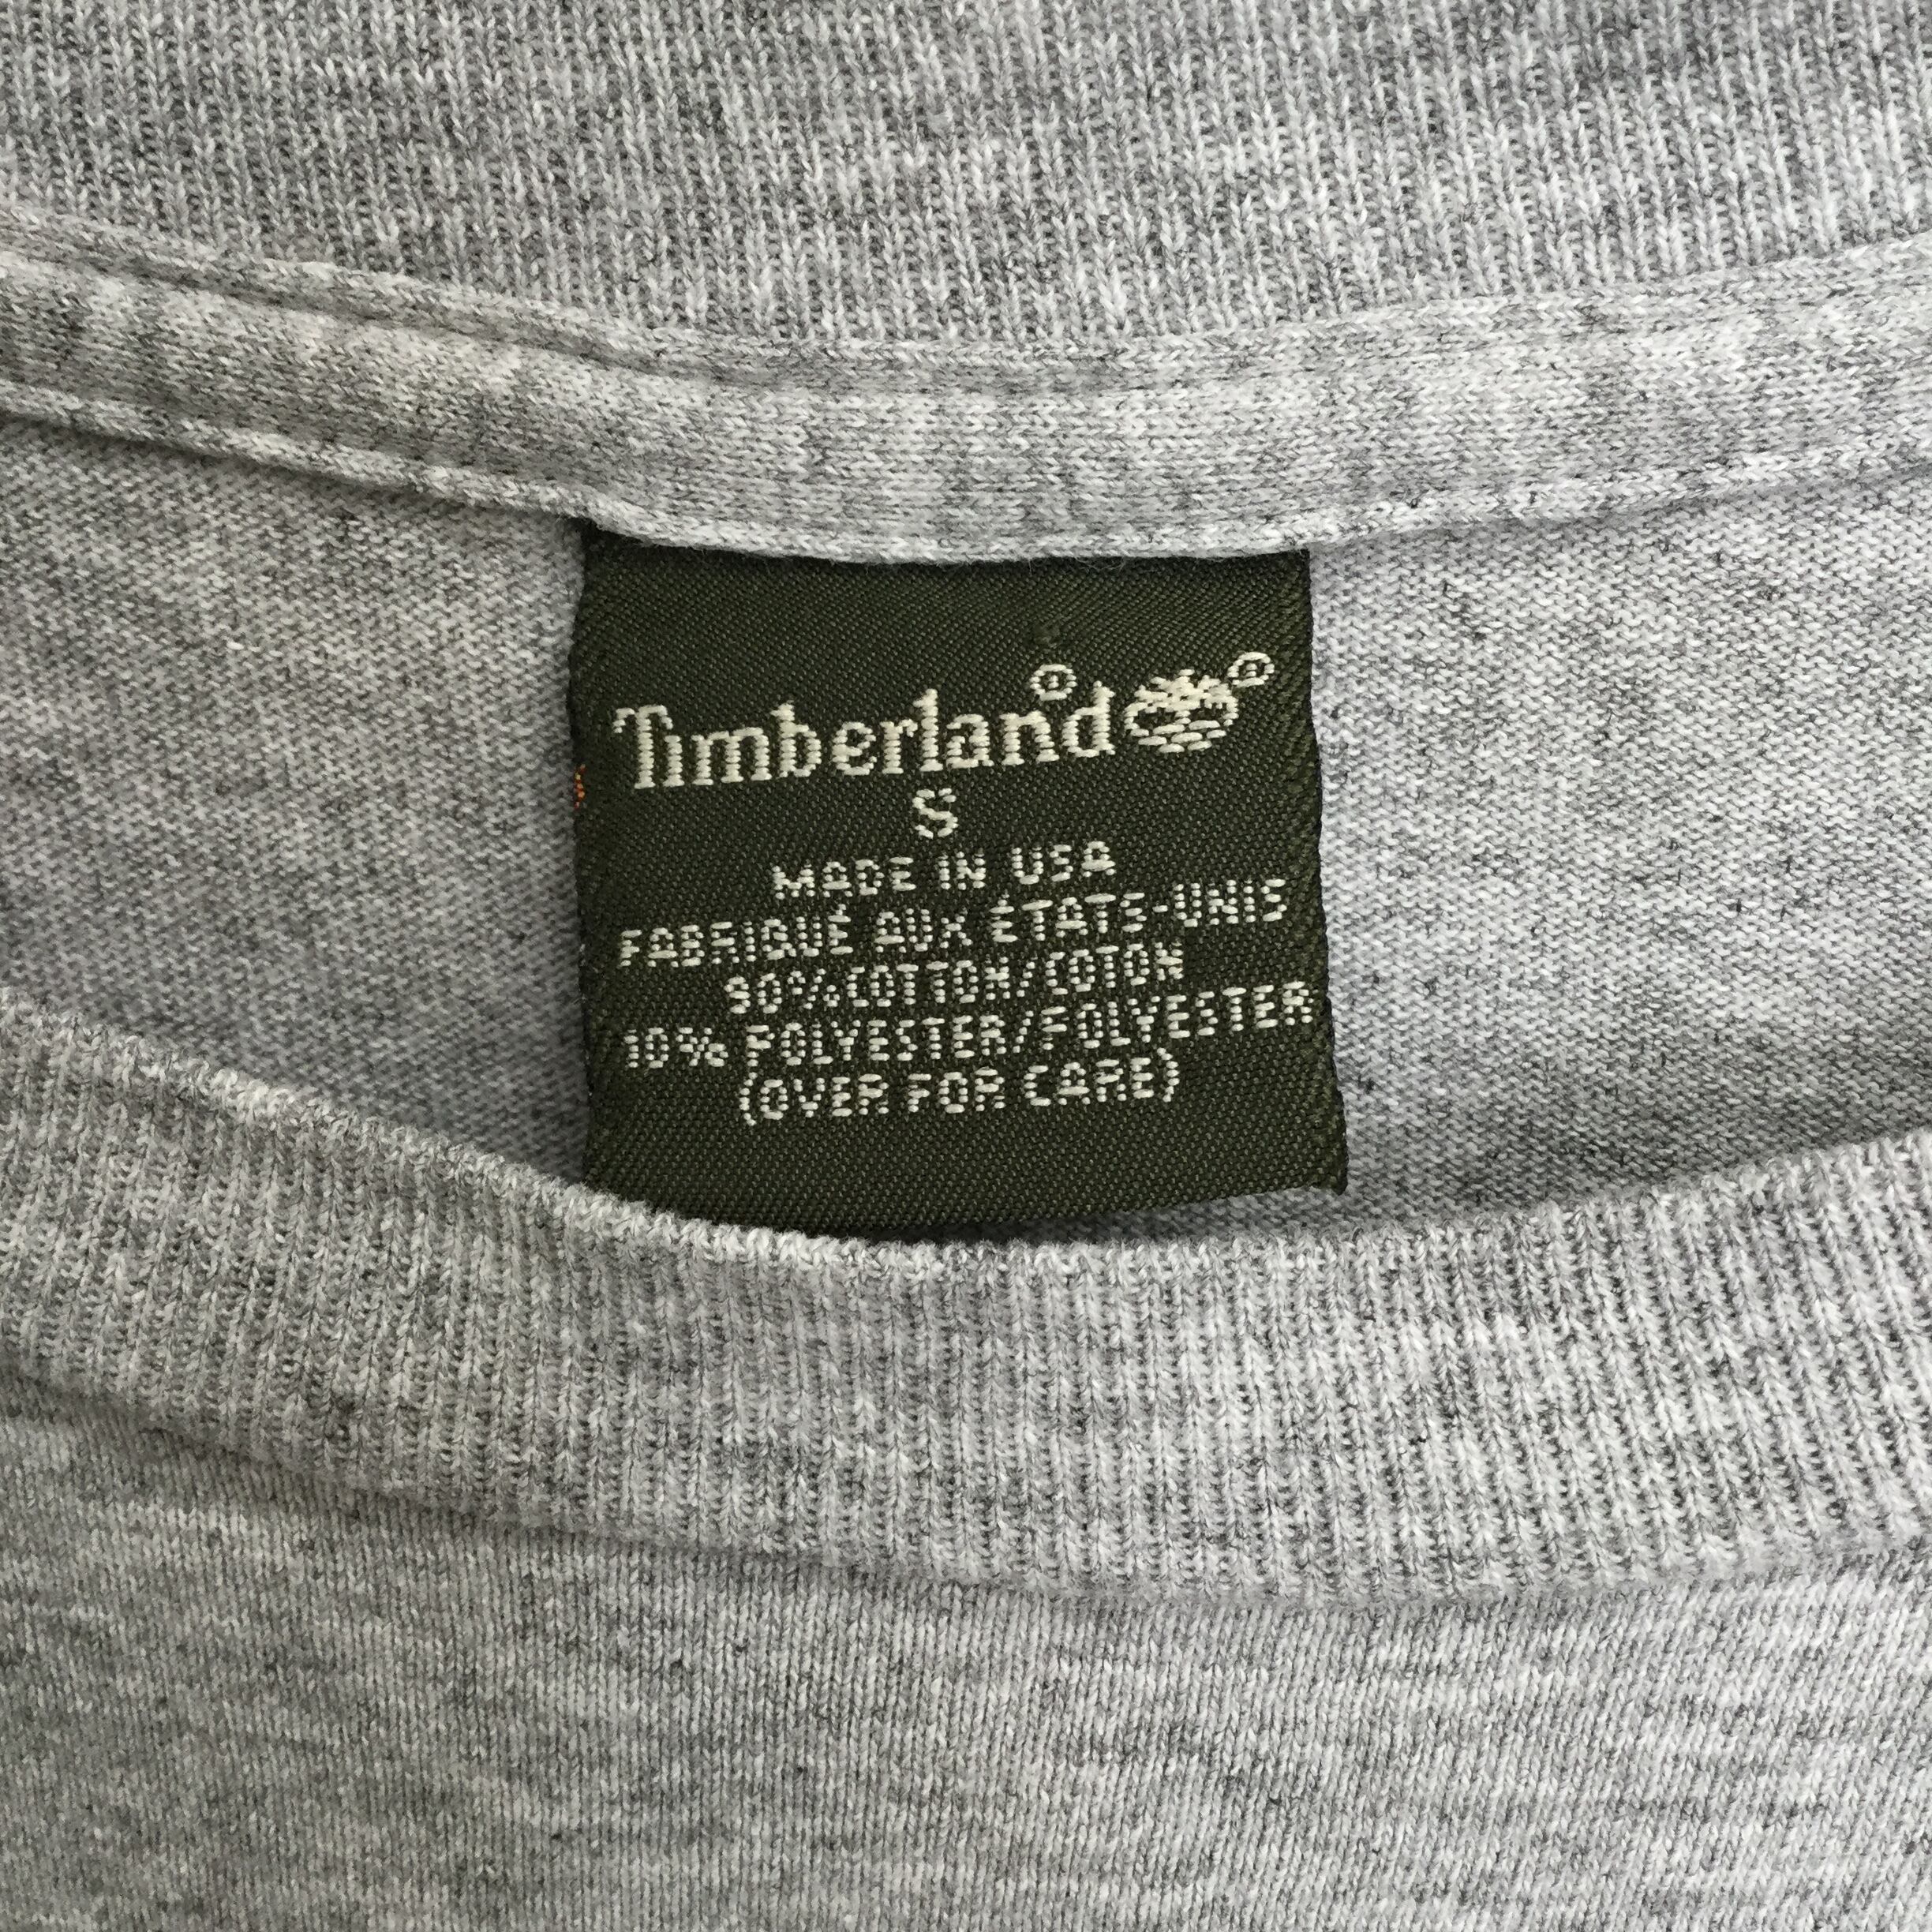 Timberland®
S
MADE IN USA
FABRIQUÉ AUX ÉTATS-UNIS
90% COTTON/COTON
10% POLYESTER/POLYESTER
(OVER FOR CARE)